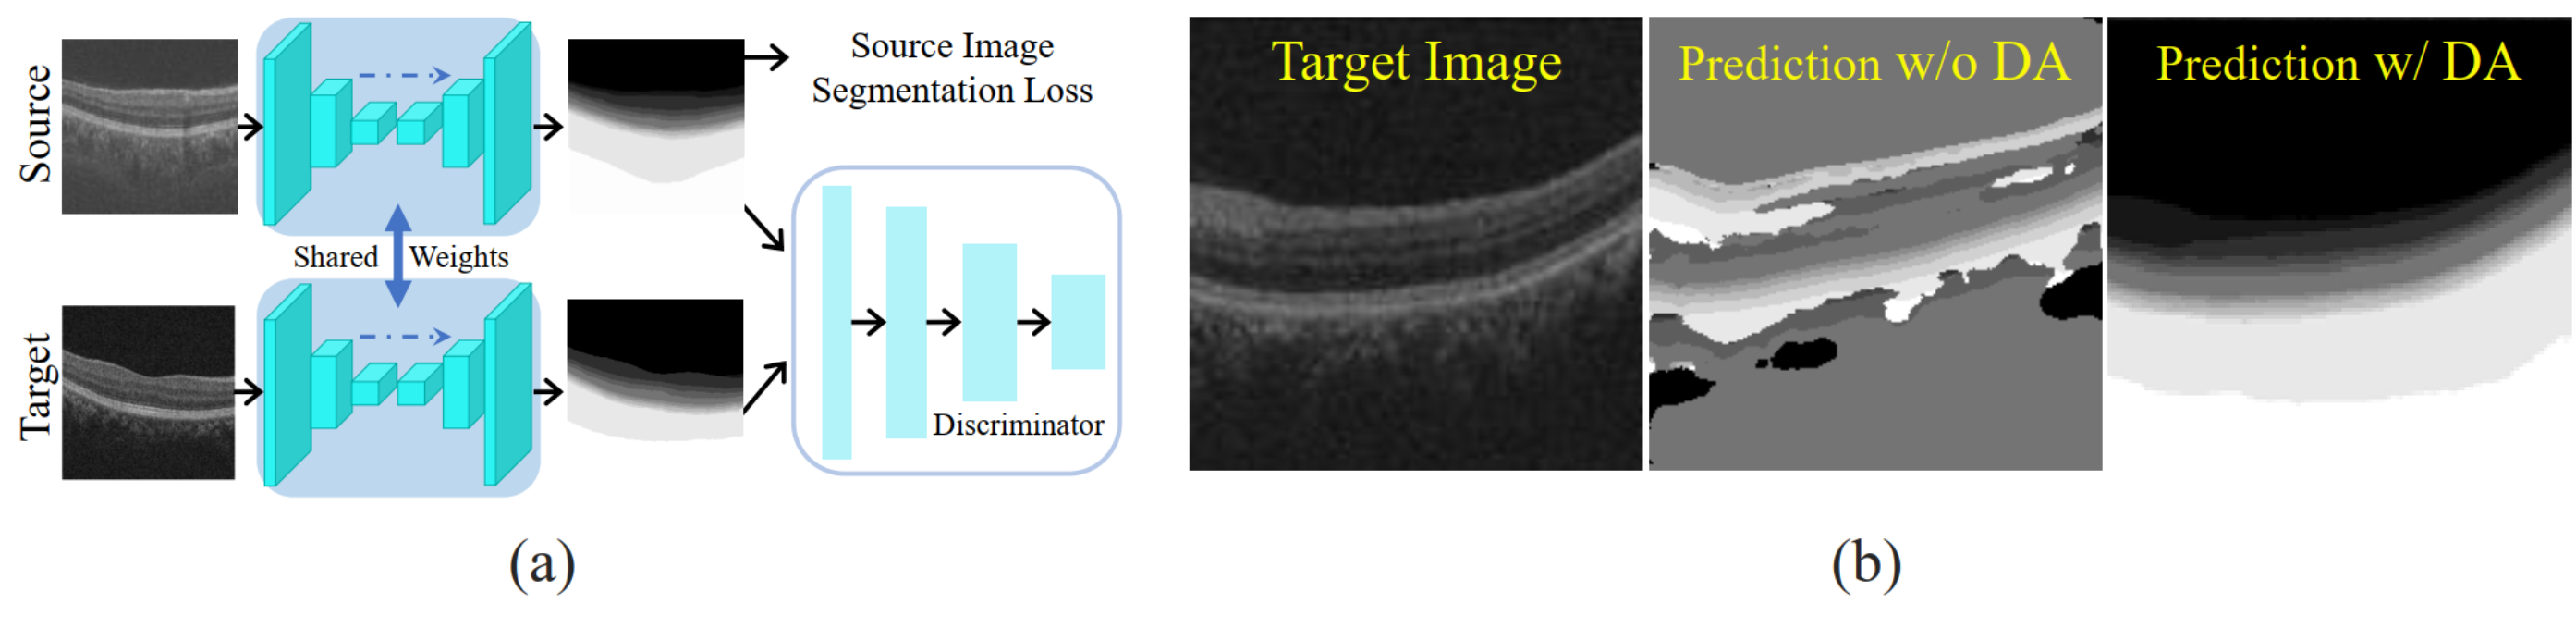 Source
Source Image
Segmentation Loss
Shared Weights
Target
Discriminator
(a)
Target Image
Prediction w/o DA
Prediction w/ DA
(b)